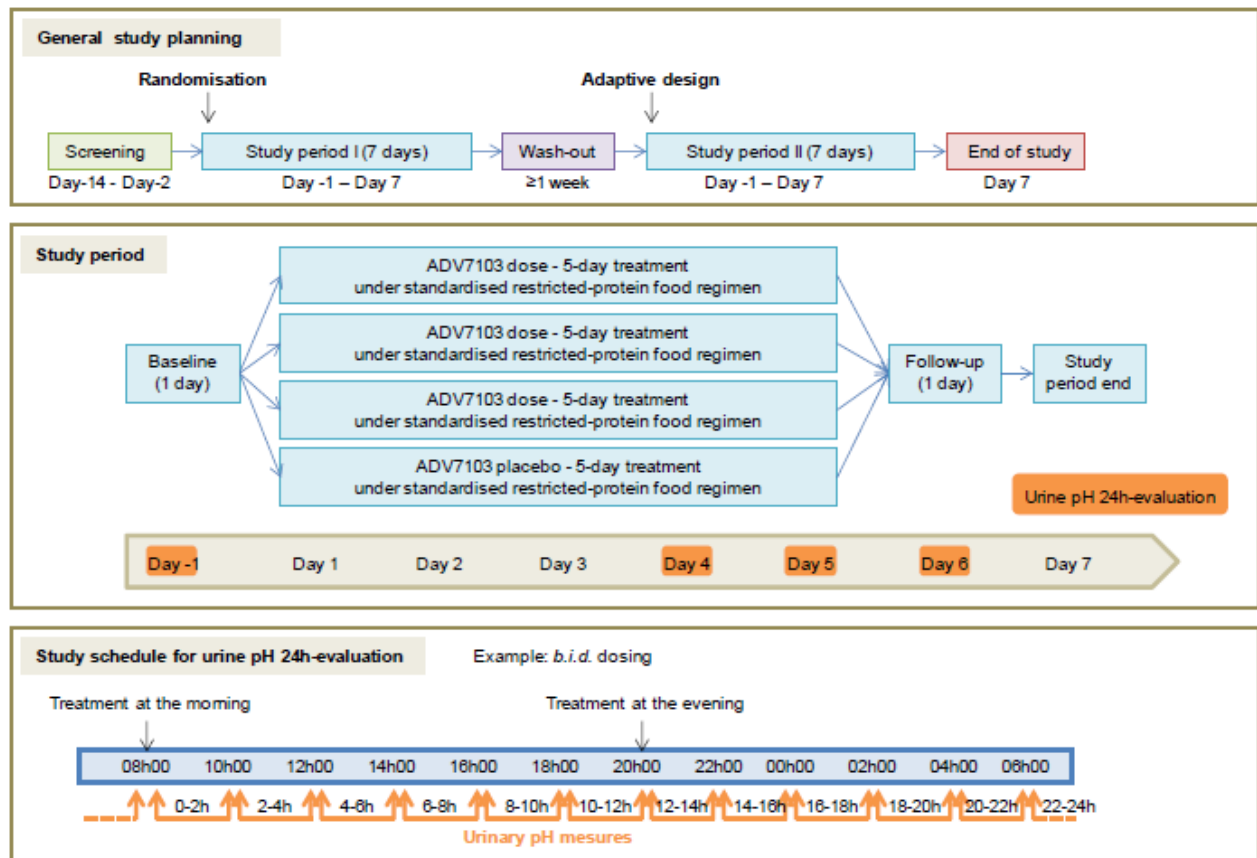 General study planning
Randomisation
Adaptive design
Screening
Study period I (7 days)
Wash-out
Study period II (7 days)
End of study
Day-14 - Day-2
Day -1 – Day 7
≥1 week
Day -1 – Day 7
Day 7
Study period
ADV7103 dose - 5-day treatment
under standardised restricted-protein food regimen
ADV7103 dose - 5-day treatment
under standardised restricted-protein food regimen
ADV7103 dose - 5-day treatment
under standardised restricted-protein food regimen
ADV7103 placebo - 5-day treatment
under standardised restricted-protein food regimen
Baseline
(1 day)
Follow-up
(1 day)
Study
period end
Urine pH 24h-evaluation
Day -1
Day 1
Day 2
Day 3
Day 4
Day 5
Day 6
Day 7
Study schedule for urine pH 24h-evaluation
Example: b.i.d. dosing
Treatment at the morning
Treatment at the evening
08h00 10h00 12h00 14h00 16h00 18h00 20h00 22h00 00h00 02h00 04h00 06h00
0-2h 2-4h 4-6h 6-8h 8-10h 10-12h 12-14h 14-16h 16-18h 18-20h 20-22h 22-24h
Urinary pH mesures